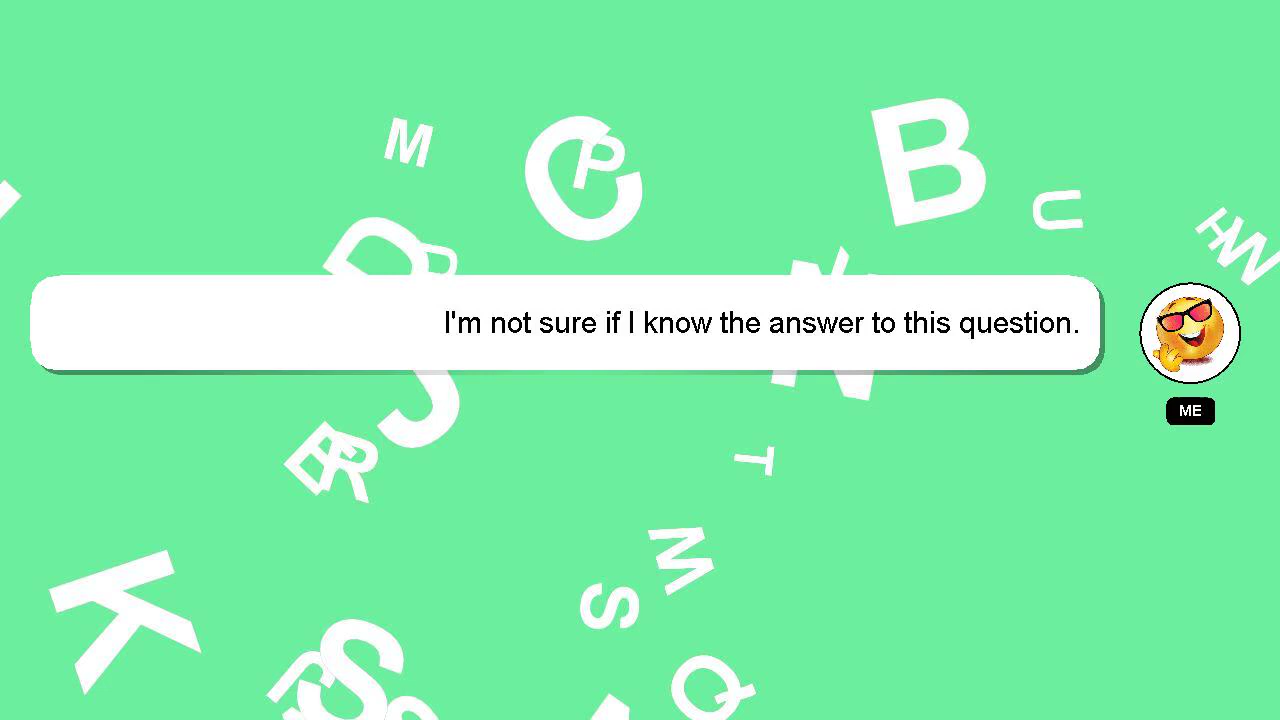 M
C
P
B
U
H
W
D
I'm not sure if I know the answer to this question.
ME
J
N
R
T
K
M
S
S
Q